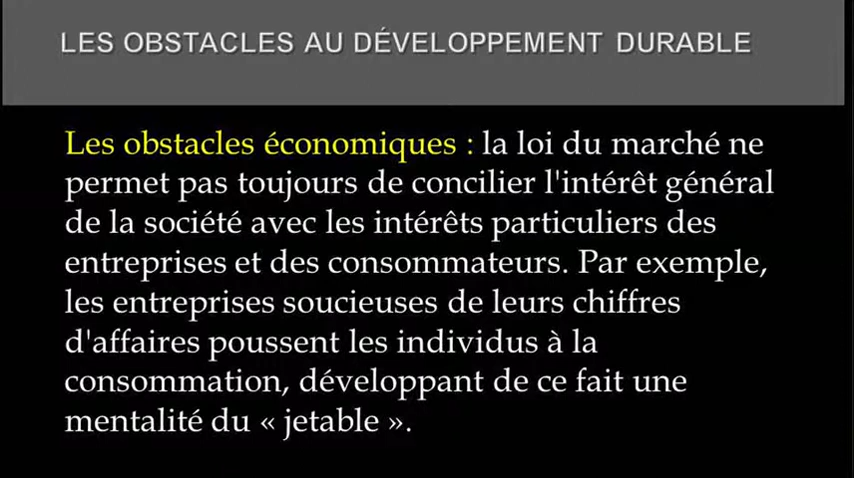 LES OBSTACLES AU DÉVELOPPEMENT DURABLE
Les obstacles économiques : la loi du marché ne
permet pas toujours de concilier l'intérêt général
de la société avec les intérêts particuliers des
entreprises et des consommateurs. Par exemple,
les entreprises soucieuses de leurs chiffres
d'affaires poussent les individus à la
consommation, développant de ce fait une
mentalité du « jetable ».